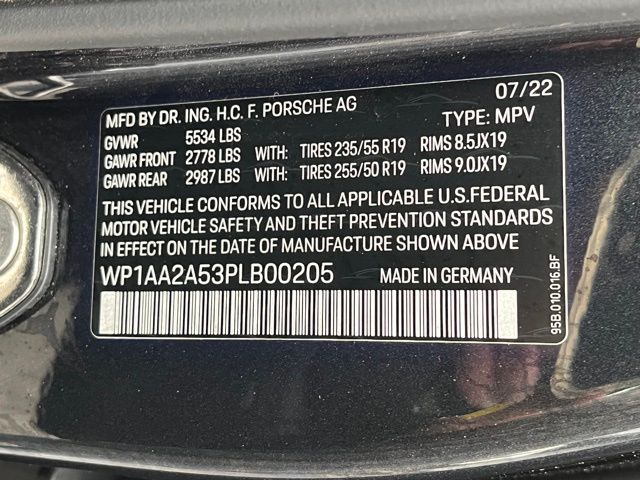 07/22
MFD BY DR. ING. H.C. F. PORSCHE AG
TYPE: MPV
GVWR 5534 LBS
GAWR FRONT 2778 LBS WITH: TIRES 235/55 R19 RIMS 8.5JX19
GAWR REAR 2987 LBS WITH: TIRES 255/50 R19 RIMS 9.0JX19
THIS VEHICLE CONFORMS TO ALL APPLICABLE U.S.FEDERAL
MOTOR VEHICLE SAFETY AND THEFT PREVENTION STANDARDS
IN EFFECT ON THE DATE OF MANUFACTURE SHOWN ABOVE
WP1AA2A53PLB00205 MADE IN GERMANY
95B.010.016.BF